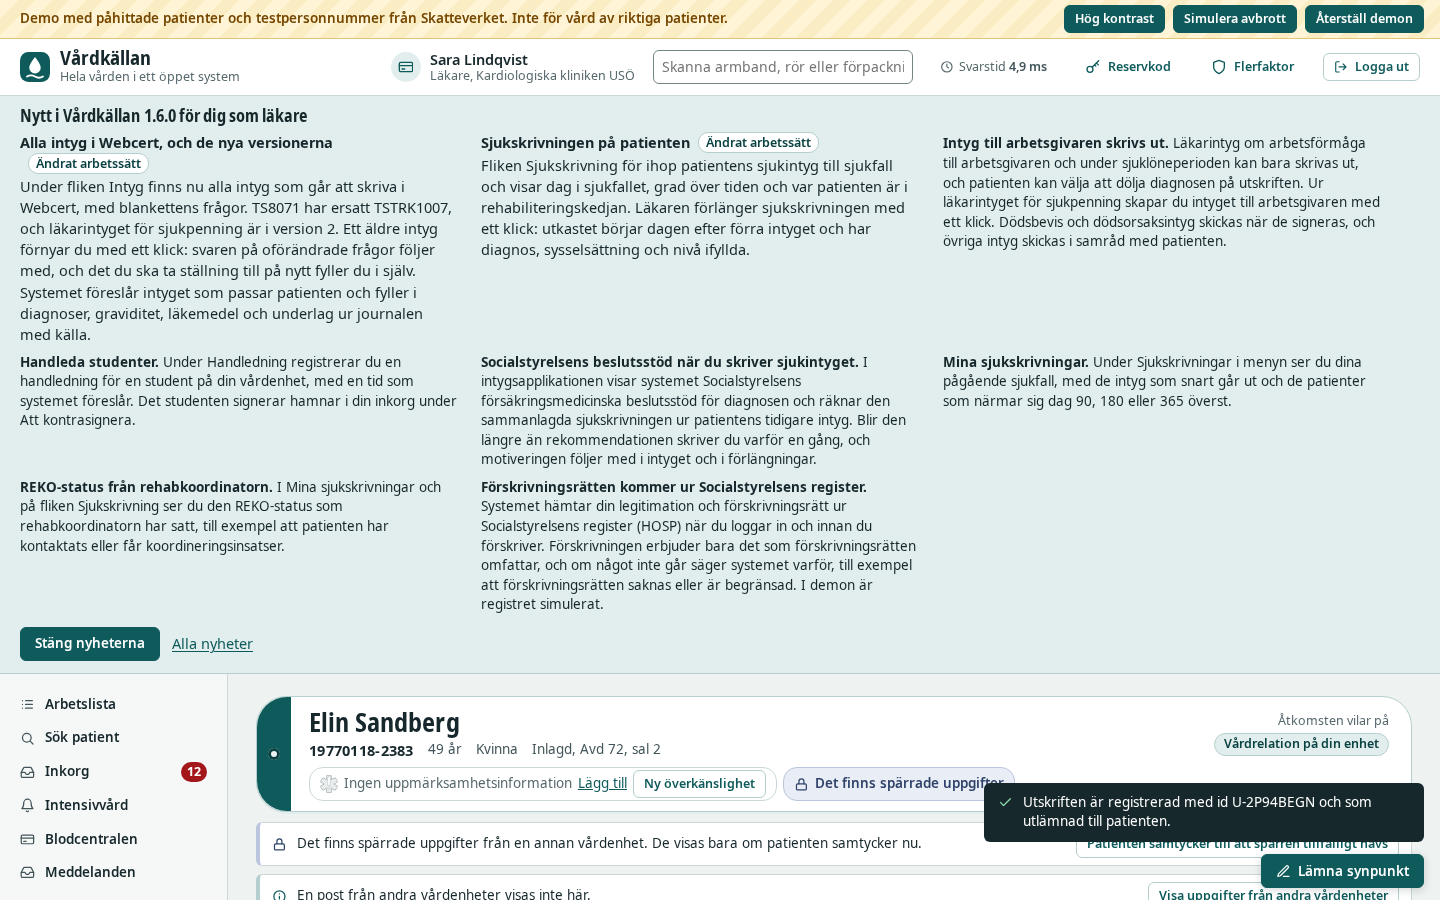 Demo med påhittade patienter och testpersonnummer från Skatteverket. Inte för vård av riktiga patienter.
Hög kontrast
Simulera avbrott
Återställ demon
Vårdkällan
Hela vården i ett öppet system
Sara Lindqvist
Läkare, Kardiologiska kliniken USÖ
Skanna armband, rör eller förpackni
Svarstid 4,9 ms
Reservkod
Flerfaktor
Logga ut
Nytt i Vårdkällan 1.6.0 för dig som läkare
Alla intyg i Webcert, och de nya versionerna
Ändrat arbetssätt
Under fliken Intyg finns nu alla intyg som går att skriva i
Webcert, med blankettens frågor. TS8071 har ersatt TSTRK1007,
och läkarintyget för sjukpenning är i version 2. Ett äldre intyg
förnyar du med ett klick: svaren på oförändrade frågor följer
med, och det du ska ta ställning till på nytt fyller du i själv.
Systemet föreslår intyget som passar patienten och fyller i
diagnoser, graviditet, läkemedel och underlag ur journalen
med källa.
Sjukskrivningen på patienten Ändrat arbetssätt
Fliken Sjukskrivning för ihop patientens sjukintyg till sjukfall
och visar dag i sjukfallet, grad över tiden och var patienten är i
rehabiliteringskedjan. Läkaren förlänger sjukskrivningen med
ett klick: utkastet börjar dagen efter förra intyget och har
diagnos, sysselsättning och nivå ifyllda.
Intyg till arbetsgivaren skrivs ut. Läkarintyg om arbetsförmåga
till arbetsgivaren och under sjuklöneperioden kan bara skrivas ut,
och patienten kan välja att dölja diagnosen på utskriften. Ur
läkarintyget för sjukpenning skapar du intyget till arbetsgivaren med
ett klick. Dödsbevis och dödsorsaksintyg skickas när de signeras, och
övriga intyg skickas i samråd med patienten.
Handleda studenter. Under Handledning registrerar du en
handledning för en student på din vårdenhet, med en tid som
systemet föreslår. Det studenten signerar hamnar i din inkorg under
Att kontrasignera.
Socialstyrelsens beslutsstöd när du skriver sjukintyget. I
intygsapplikationen visar systemet Socialstyrelsens
försäkringsmedicinska beslutsstöd för diagnosen och räknar den
sammanlagda sjukskrivningen ur patientens tidigare intyg. Blir den
längre än rekommendationen skriver du varför en gång, och
motiveringen följer med i intyget och i förlängningar.
Mina sjukskrivningar. Under Sjukskrivningar i menyn ser du dina
pågående sjukfall, med de intyg som snart går ut och de patienter
som närmar sig dag 90, 180 eller 365 överst.
REKO-status från rehabkoordinatorn. I Mina sjukskrivningar och
på fliken Sjukskrivning ser du den REKO-status som
rehabkoordinatorn har satt, till exempel att patienten har
kontaktats eller får koordineringsinsatser.
Förskrivningsrätten kommer ur Socialstyrelsens register.
Systemet hämtar din legitimation och förskrivningsrätt ur
Socialstyrelsens register (HOSP) när du loggar in och innan du
förskriver. Förskrivningen erbjuder bara det som förskrivningsrätten
omfattar, och om något inte går säger systemet varför, till exempel
att förskrivningsrätten saknas eller är begränsad. I demon är
registret simulerat.
Stäng nyheterna
Alla nyheter
Arbetslista
Sök patient
Inkorg 12
Intensivvård
Blodcentralen
Meddelanden
Elin Sandberg
19770118-2383 49 år Kvinna Inlagd, Avd 72, sal 2
Ingen uppmärksamhetsinformation Lägg till Ny överkänslighet
Det finns spärrade uppgifter
Åtkomsten vilar på
Vårdrelation på din enhet
Utskriften är registrerad med id U-2P94BEGN och som
utlämnad till patienten.
Det finns spärrade uppgifter från en annan vårdenhet. De visas bara om patienten samtycker nu.
Patienten samtycker till att spärren tillfälligt hävs
Lämna synpunkt
En post från andra vårdenheter visas inte här.
Visa uppgifter från andra vårdenheter